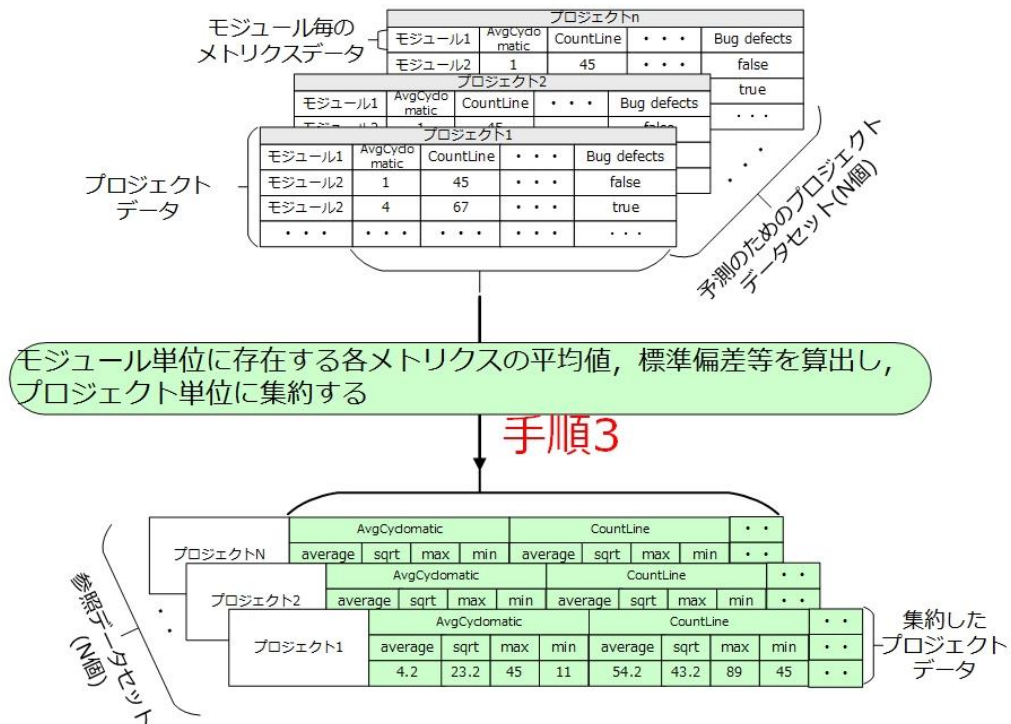 モジュール毎の
メトリクスデータ
プロジェクトn
モジュール1 AvgCyclo matic CountLine ・・・ Bug defects
モジュール2 1 45 ・・・ false
true
・・・
プロジェクト2
モジュール1 AvgCydo matic CountLine ・・・ Bug defects
プロジェクト1
モジュール1 AvgCydo matic CountLine ・・・ Bug defects
モジュール2 1 45 ・・・ false
モジュール2 4 67 ・・・ true
・・・ ・・・ ・・・ ・・・ ・・・
プロジェクト
データ
・・・
予測のためのプロジェクト
データセット(N個)
モジュール単位に存在する各メトリクスの平均値，標準偏差等を算出し，
プロジェクト単位に集約する
手順3
プロジェクトN AvgCyclomatic CountLine ・・
average sqrt max min average sqrt max min ・・
プロジェクト2 AvgCyclomatic CountLine ・・
average sqrt max min average sqrt max min ・・
プロジェクト1 AvgCyclomatic CountLine ・・
average sqrt max min average sqrt max min ・・
4.2 23.2 45 11 54.2 43.2 89 45 ・・
・・
参照データセット
(N個)
集約した
プロジェクト
データ